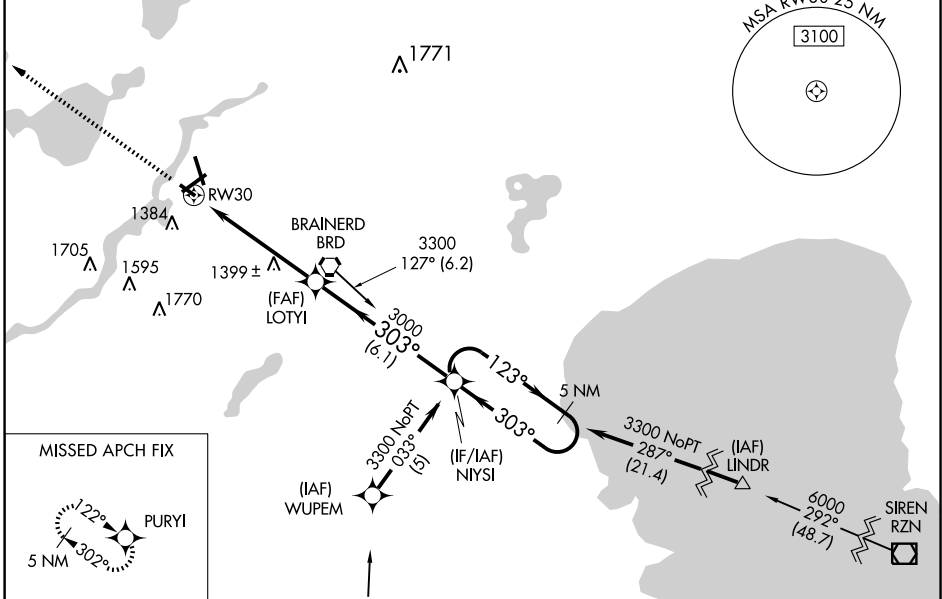 MSA RW30 25 NM
3100
1771
RW30
1384
BRAINERD
BRD
3300
127° (6.2)
1705
1595
1399 ±
1770
(FAF)
LOTYI
3000
303°
(6.1)
123°
5 NM
303°
3300 NoPT
287°
(21.4)
(IAF)
LINDR
MISSED APCH FIX
3300 NoPT
033°
(5)
(IF/IAF)
NIYSI
(IAF)
WUPEM
6000
292°
(48.7)
SIREN
RZN
122°
PURYI
5 NM
302°